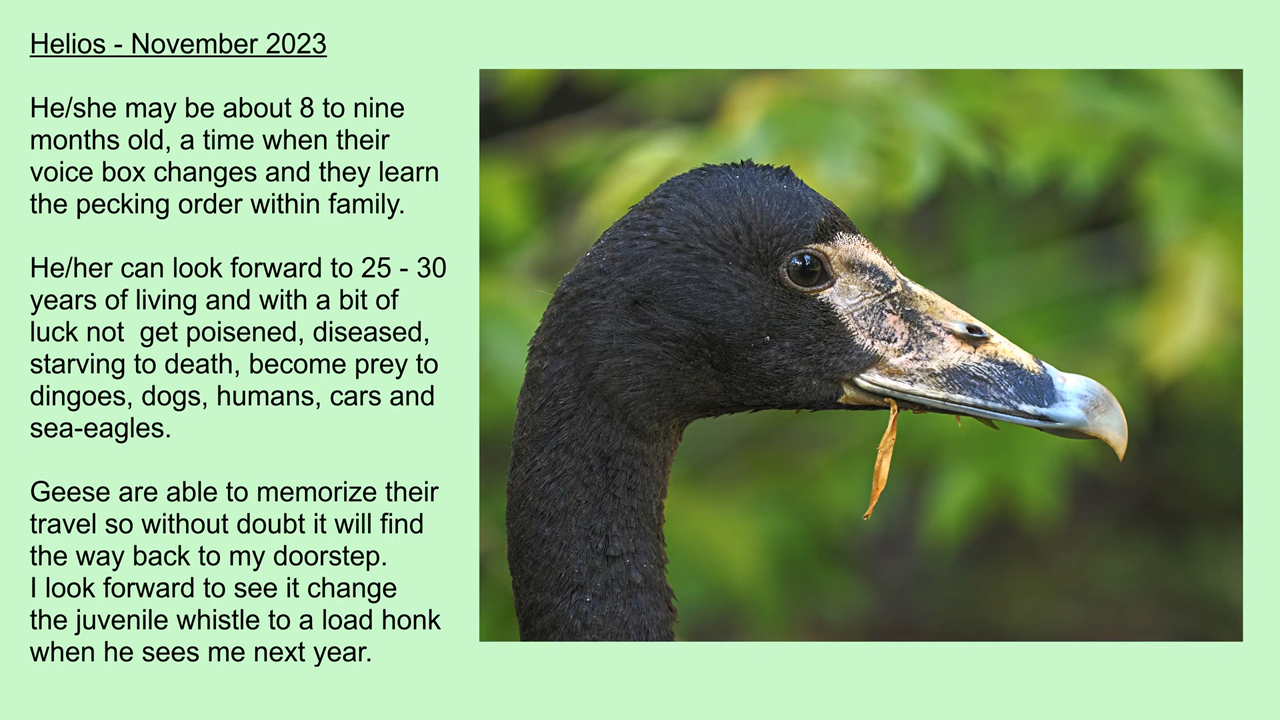 Helios - November 2023
He/she may be about 8 to nine
months old, a time when their
voice box changes and they learn
the pecking order within family.
He/her can look forward to 25 - 30
years of living and with a bit of
luck not  get poisened, diseased,
starving to death, become prey to
dingoes, dogs, humans, cars and
sea-eagles.
Geese are able to memorize their
travel so without doubt it will find
the way back to my doorstep.
I look forward to see it change
the juvenile whistle to a load honk
when he sees me next year.